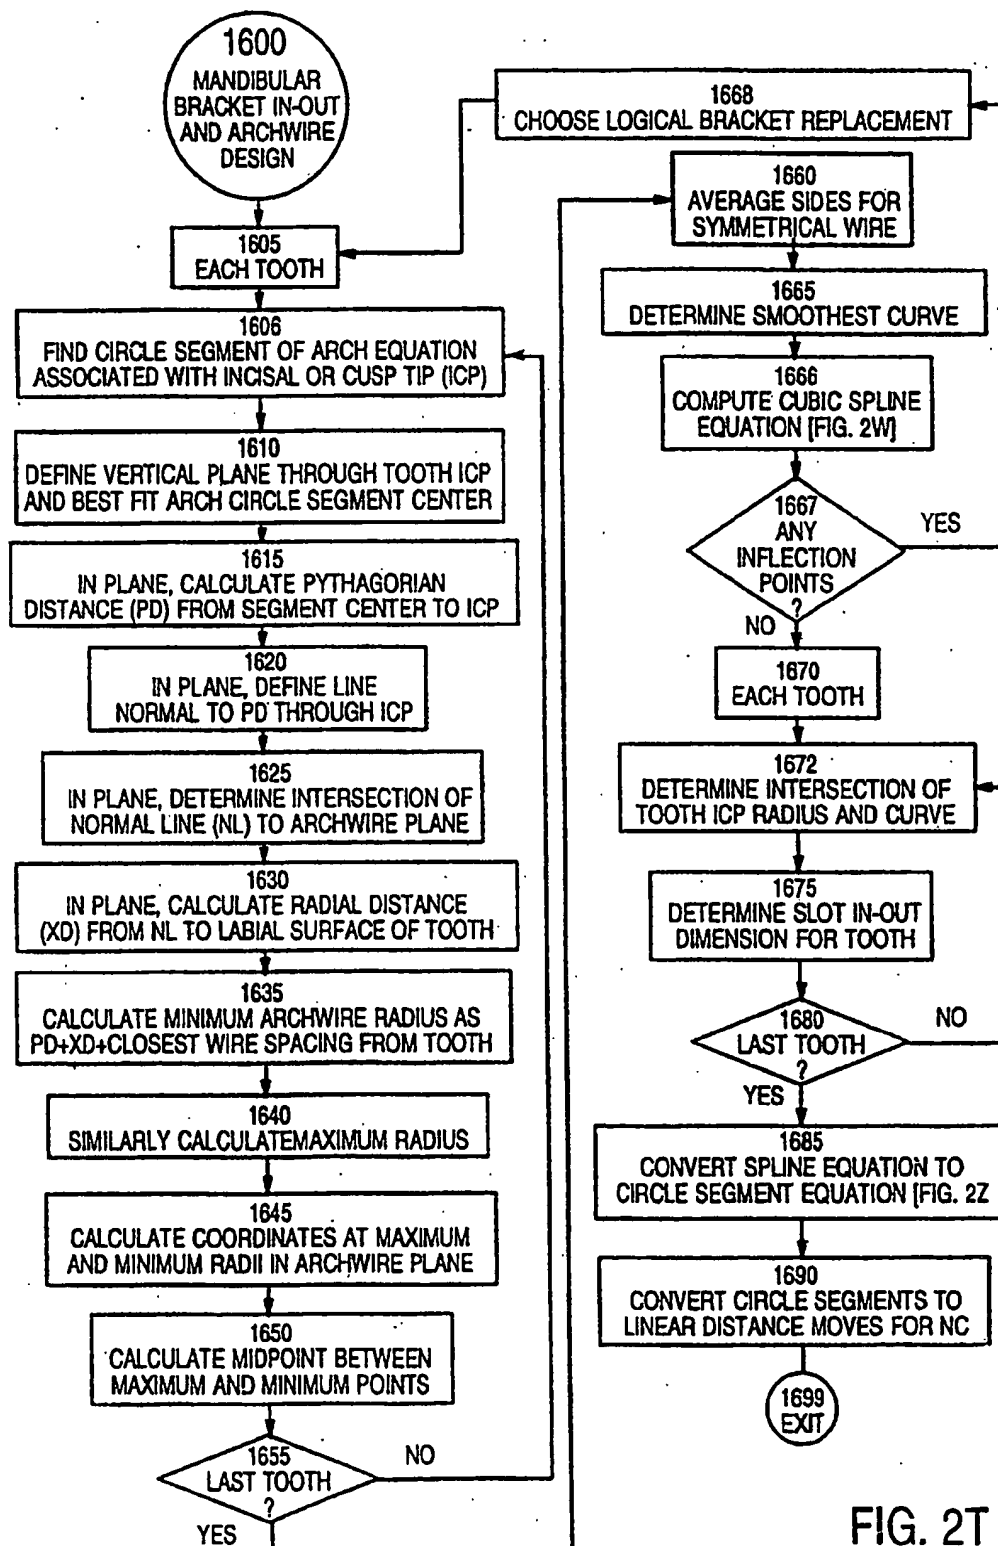 1600
MANDIBULAR
BRACKET IN-OUT
AND ARCHWIRE
DESIGN
1605
EACH TOOTH
1606
FIND CIRCLE SEGMENT OF ARCH EQUATION
ASSOCIATED WITH INCISAL OR CUSP TIP (ICP)
1610
DEFINE VERTICAL PLANE THROUGH TOOTH ICP
AND BEST FIT ARCH CIRCLE SEGMENT CENTER
1615
IN PLANE, CALCULATE PYTHAGORIAN
DISTANCE (PD) FROM SEGMENT CENTER TO ICP
1620
IN PLANE, DEFINE LINE
NORMAL TO PD THROUGH ICP
1625
IN PLANE, DETERMINE INTERSECTION OF
NORMAL LINE (NL) TO ARCHWIRE PLANE
1630
IN PLANE, CALCULATE RADIAL DISTANCE
(XD) FROM NL TO LABIAL SURFACE OF TOOTH
1635
CALCULATE MINIMUM ARCHWIRE RADIUS AS
PD+XD+CLOSEST WIRE SPACING FROM TOOTH
1640
SIMILARLY CALCULATEMAXIMUM RADIUS
1645
CALCULATE COORDINATES AT MAXIMUM
AND MINIMUM RADII IN ARCHWIRE PLANE
1650
CALCULATE MIDPOINT BETWEEN
MAXIMUM AND MINIMUM POINTS
1655
LAST TOOTH
?
NO
YES
1668
CHOOSE LOGICAL BRACKET REPLACEMENT
1660
AVERAGE SIDES FOR
SYMMETRICAL WIRE
1665
DETERMINE SMOOTHEST CURVE
1666
COMPUTE CUBIC SPLINE
EQUATION [FIG. 2W]
1667
ANY
INFLECTION
POINTS
?
YES
NO
1670
EACH TOOTH
1672
DETERMINE INTERSECTION OF
TOOTH ICP RADIUS AND CURVE
1675
DETERMINE SLOT IN-OUT
DIMENSION FOR TOOTH
1680
LAST TOOTH
?
NO
YES
1685
CONVERT SPLINE EQUATION TO
CIRCLE SEGMENT EQUATION [FIG. 2Z
1690
CONVERT CIRCLE SEGMENTS TO
LINEAR DISTANCE MOVES FOR NC
1699
EXIT
FIG. 2T